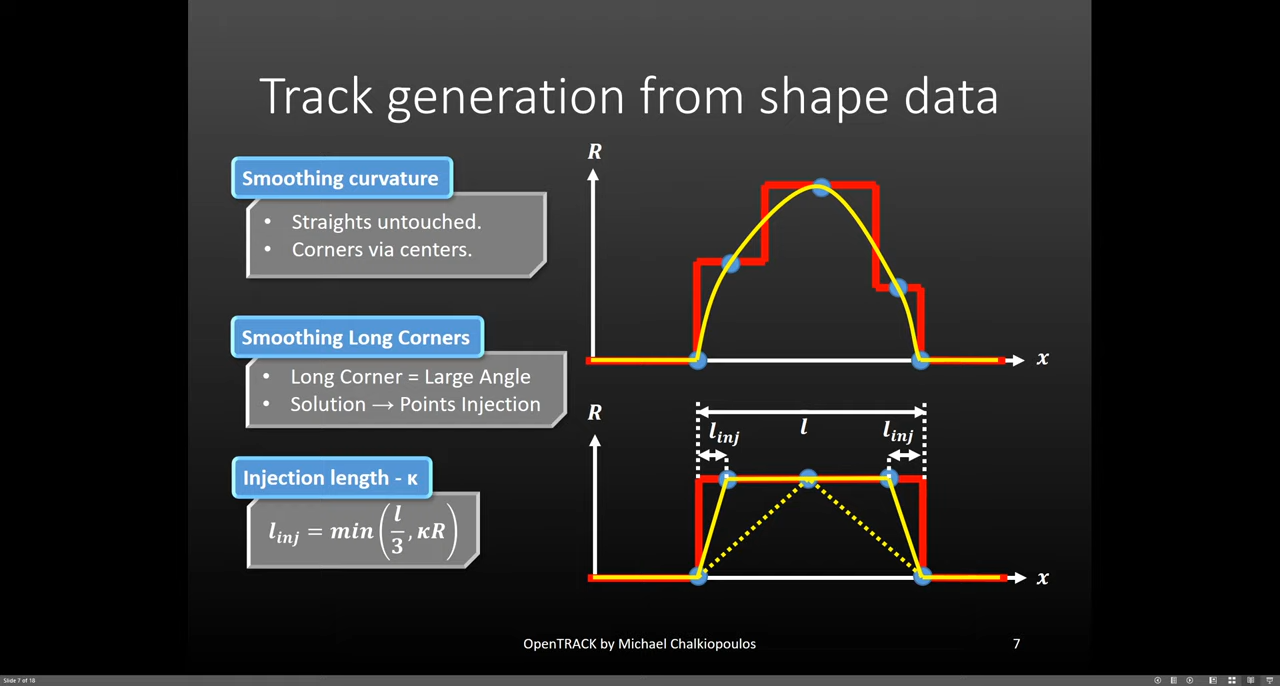 Track generation from shape data
Smoothing curvature
• Straights untouched.
• Corners via centers.
Smoothing Long Corners
• Long Corner = Large Angle
• Solution → Points Injection
Injection length - κ
l_inj = min(l/3, κR)
R
x
R
l_inj
l
l_inj
x
OpenTRACK by Michael Chalkiopoulos
7
Slide 7 of 18